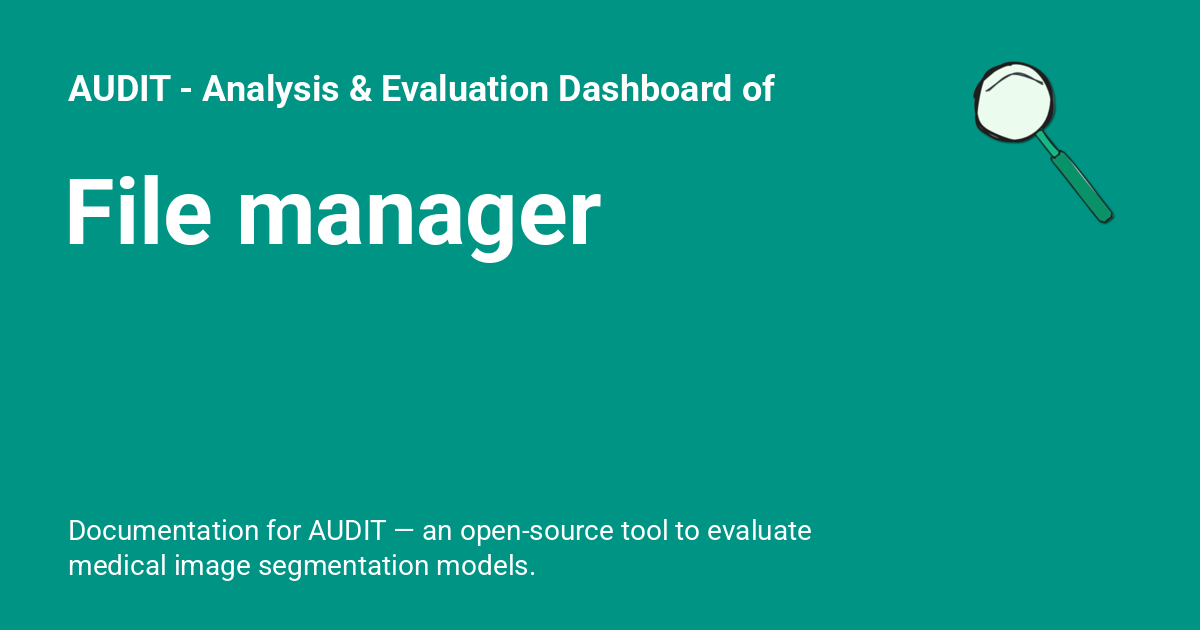 AUDIT - Analysis & Evaluation Dashboard of
File manager
Documentation for AUDIT — an open-source tool to evaluate
medical image segmentation models.